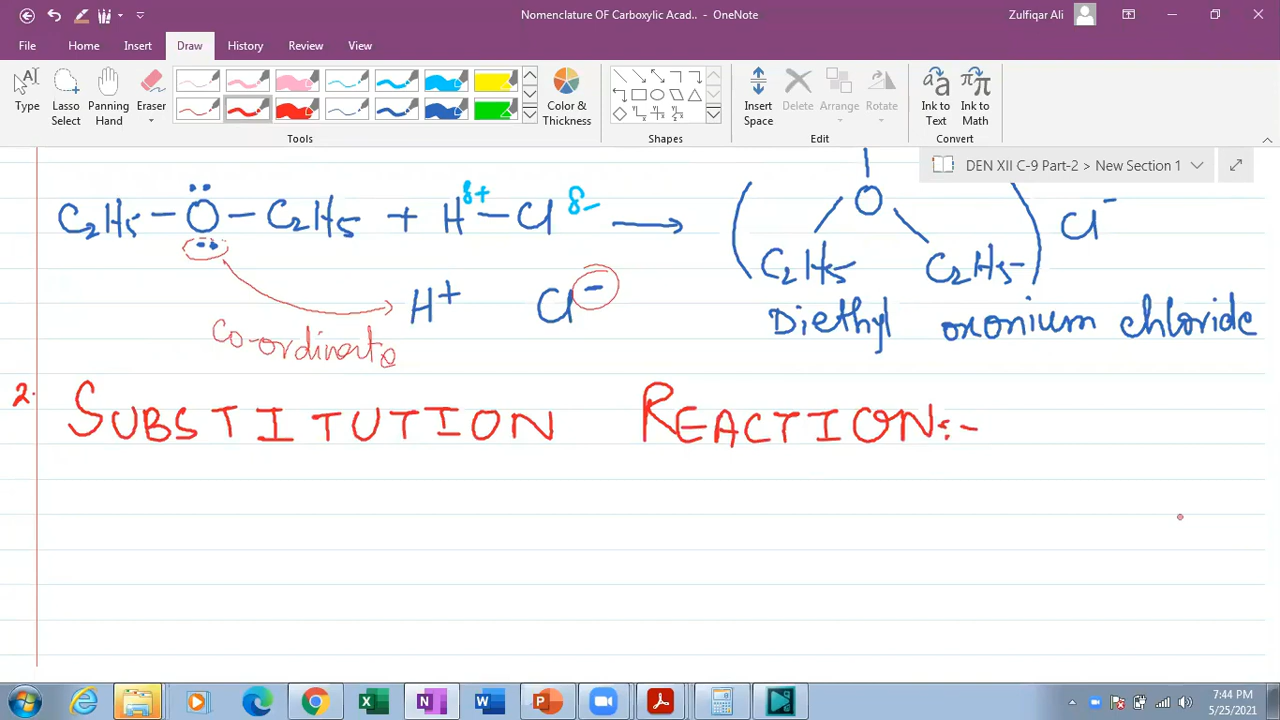 Nomenclature OF Carboxylic Acad.. - OneNote
Zulfiqar Ali
File Home Insert Draw History Review View
Type
Lasso Select
Panning Hand
Eraser
Color & Thickness
Insert Space
Delete
Arrange
Rotate
Ink to Text
Ink to Math
Tools
Shapes
Edit
Convert
DEN XII C-9 Part-2 > New Section 1
C2H5 – Ö – C2H5 + H δ+ – Cl δ- → ( O C2H5 C2H5 ) Cl-
H+ Cl-
Co-ordinate
Diethyl oxonium chloride
2. SUBSTITUTION REACTION:-
7:44 PM
5/25/2021